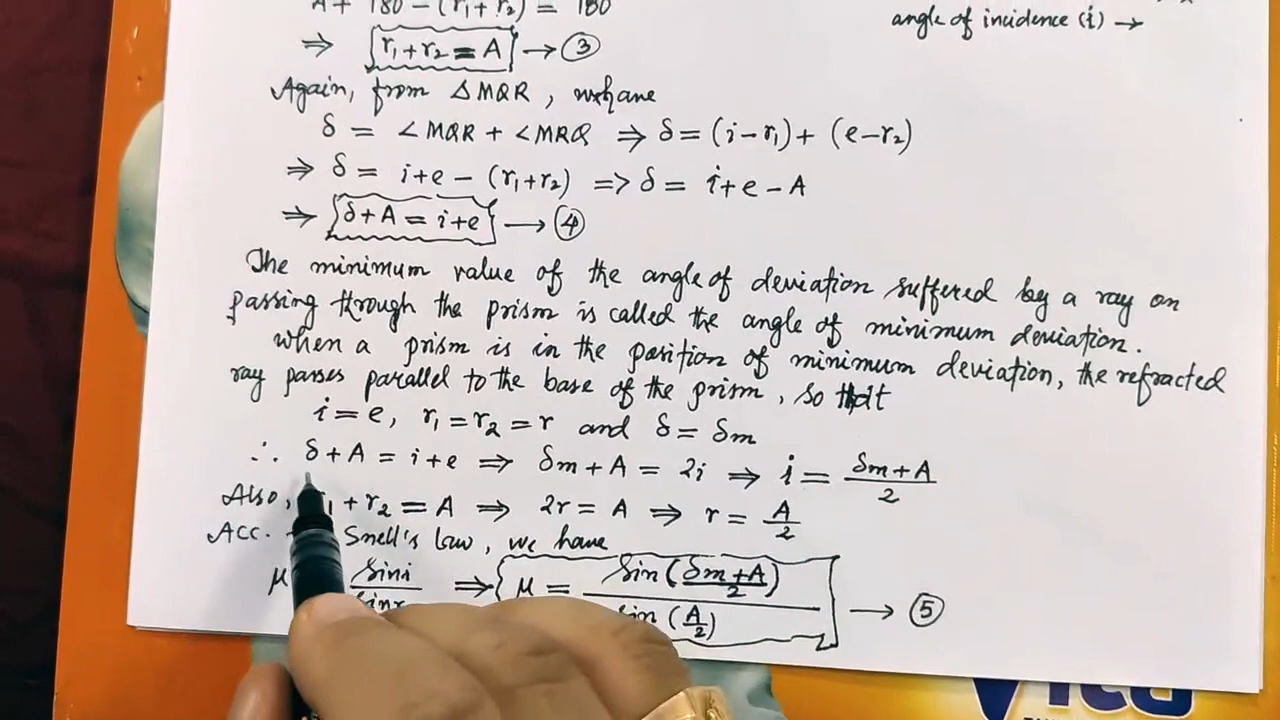 A + 180 - (r₁ + r₂) = 180
angle of incidence (i) →
⇒ r₁ + r₂ = A → ③
Again, from △MQR, we have
δ = ∠MQR + ∠MRQ ⇒ δ = (i - r₁) + (e - r₂)
⇒ δ = i + e - (r₁ + r₂) => δ = i + e - A
⇒ δ + A = i + e → ④
The minimum value of the angle of deviation suffered by a ray on
passing through the prism is called the angle of minimum deviation.
When a prism is in the position of minimum deviation, the refracted
ray passes parallel to the base of the prism, so that
i = e, r₁ = r₂ = r and δ = δm
∴ δ + A = i + e ⇒ δm + A = 2i ⇒ i = (δm + A)/2
Also, r₁ + r₂ = A ⇒ 2r = A ⇒ r = A/2
Acc. Snell's law, we have
μ sini/sinr ⇒ μ = sin((δm + A)/2) / sin(A/2) → ⑤